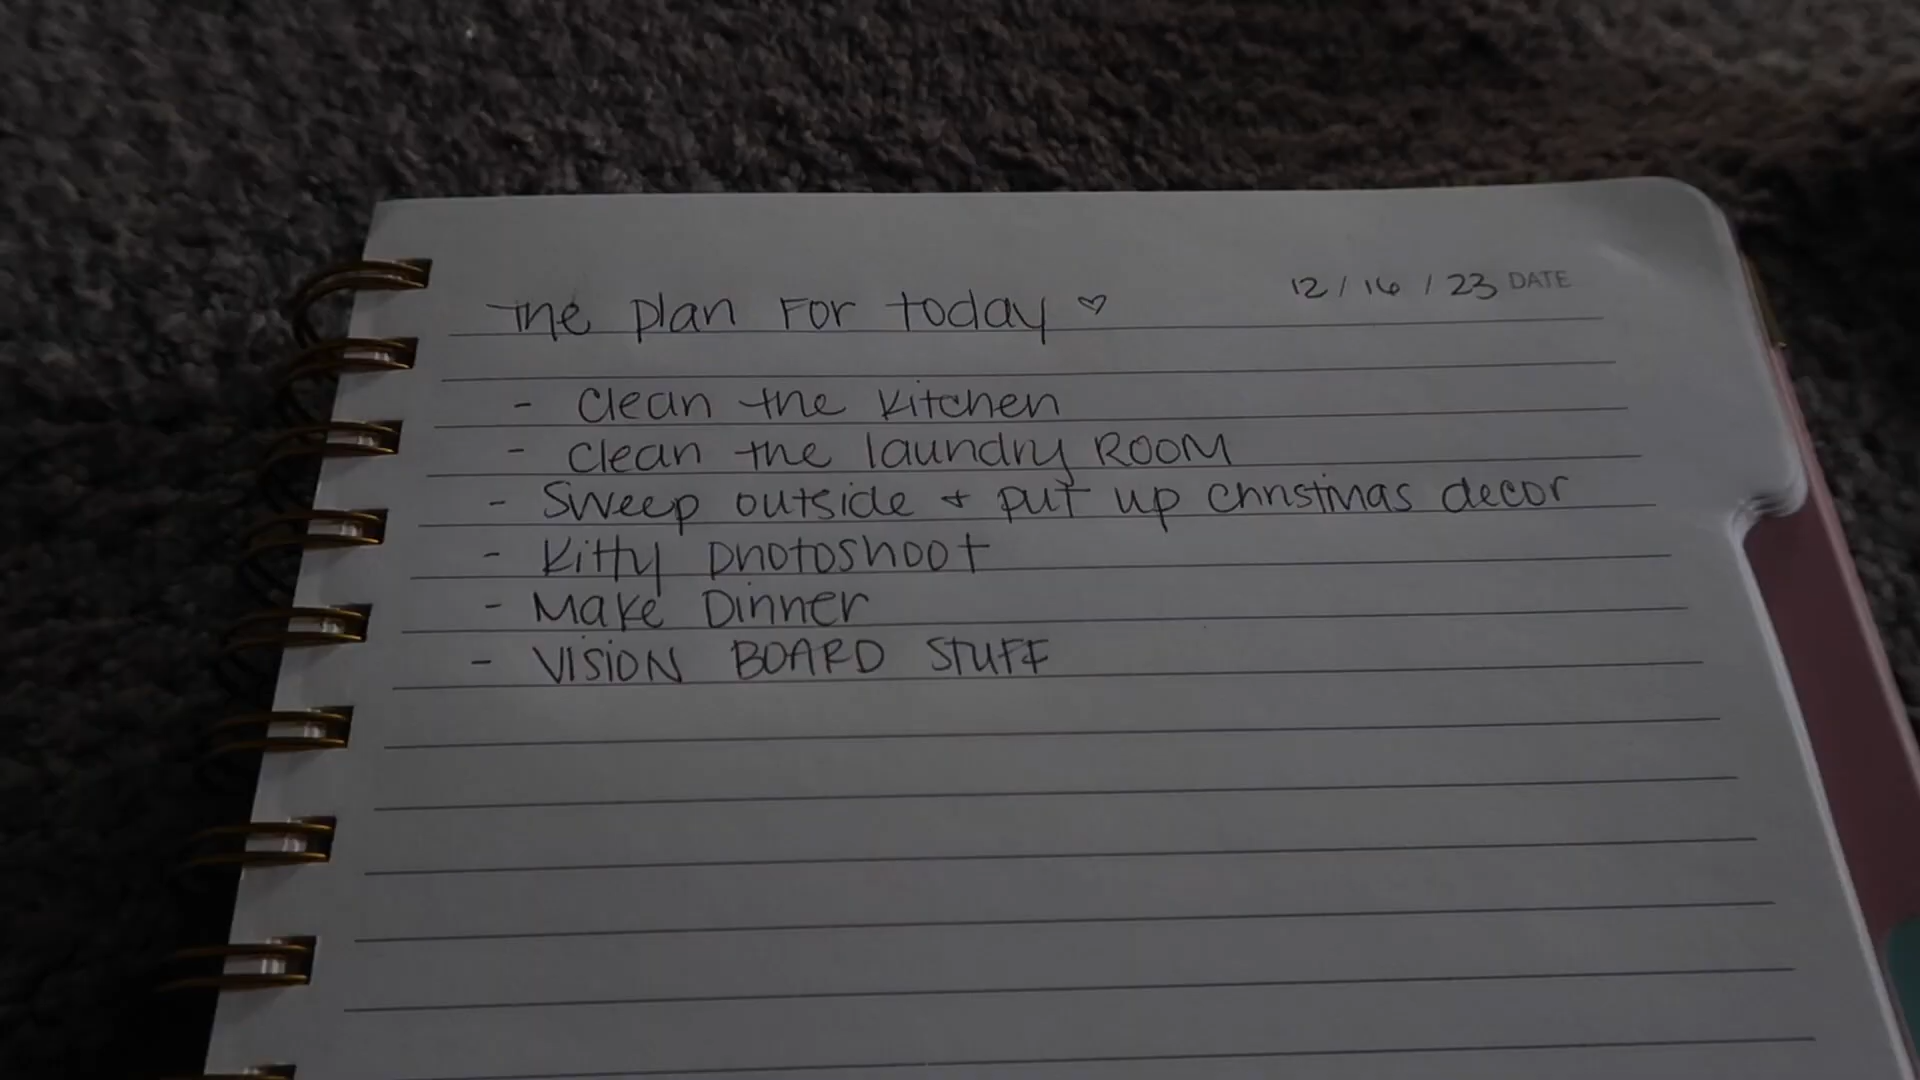 The plan for today ♡
12 / 16 / 23 DATE
- Clean the kitchen
- Clean the laundry ROOM
- Sweep outside + put up christmas decor
- Kitty photoshoot
- Make Dinner
- VISION BOARD STUFF